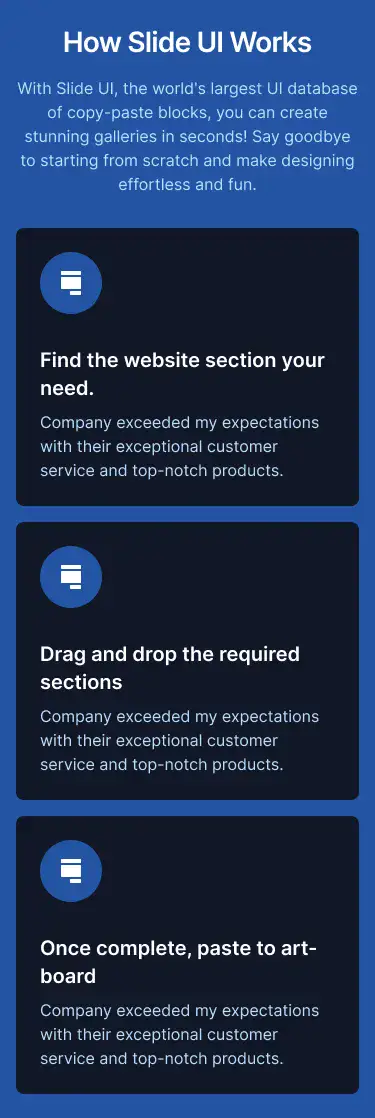 How Slide UI Works
With Slide UI, the world's largest UI database
of copy-paste blocks, you can create
stunning galleries in seconds! Say goodbye
to starting from scratch and make designing
effortless and fun.
Find the website section your
need.
Company exceeded my expectations
with their exceptional customer
service and top-notch products.
Drag and drop the required
sections
Company exceeded my expectations
with their exceptional customer
service and top-notch products.
Once complete, paste to art-
board
Company exceeded my expectations
with their exceptional customer
service and top-notch products.